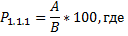 P₁.₁.₁ = A/B * 100, где